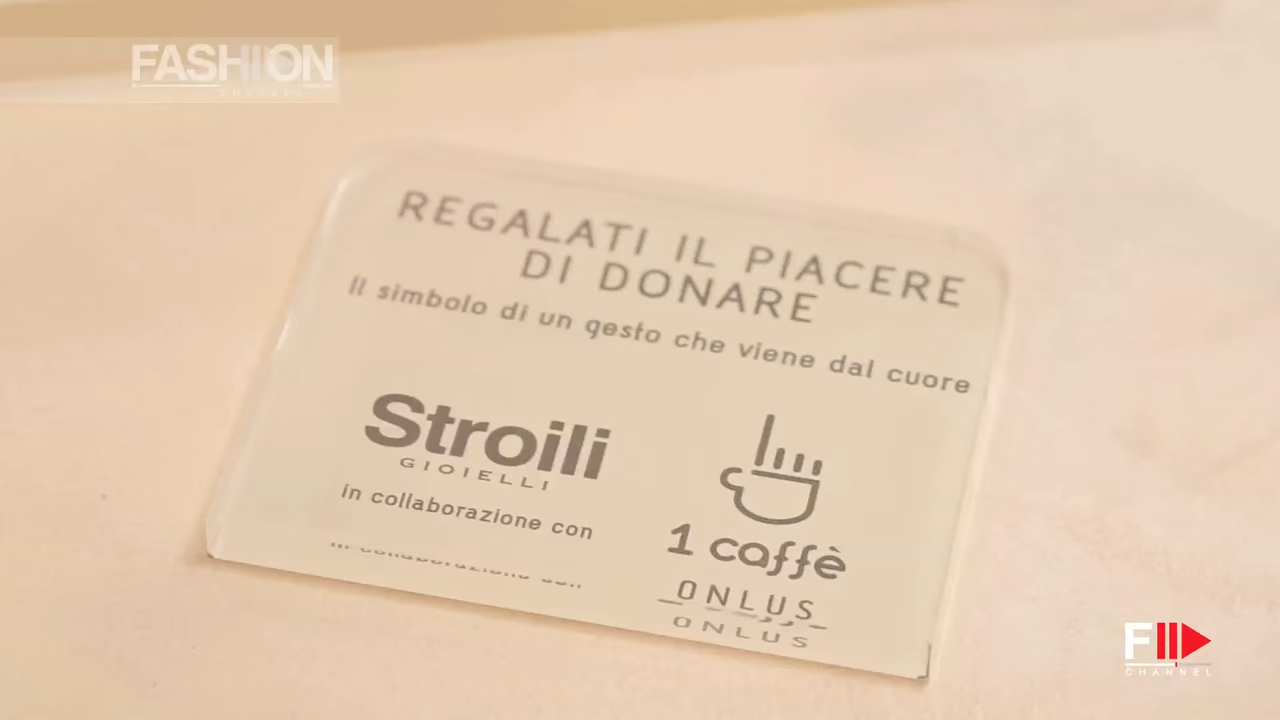 FASHION
CHANNEL
REGALATI IL PIACERE
DI DONARE
Il simbolo di un gesto che viene dal cuore
Stroili
GIOIELLI
in collaborazione con
1 caffè
ONLUS
ONLUS
F
CHANNEL